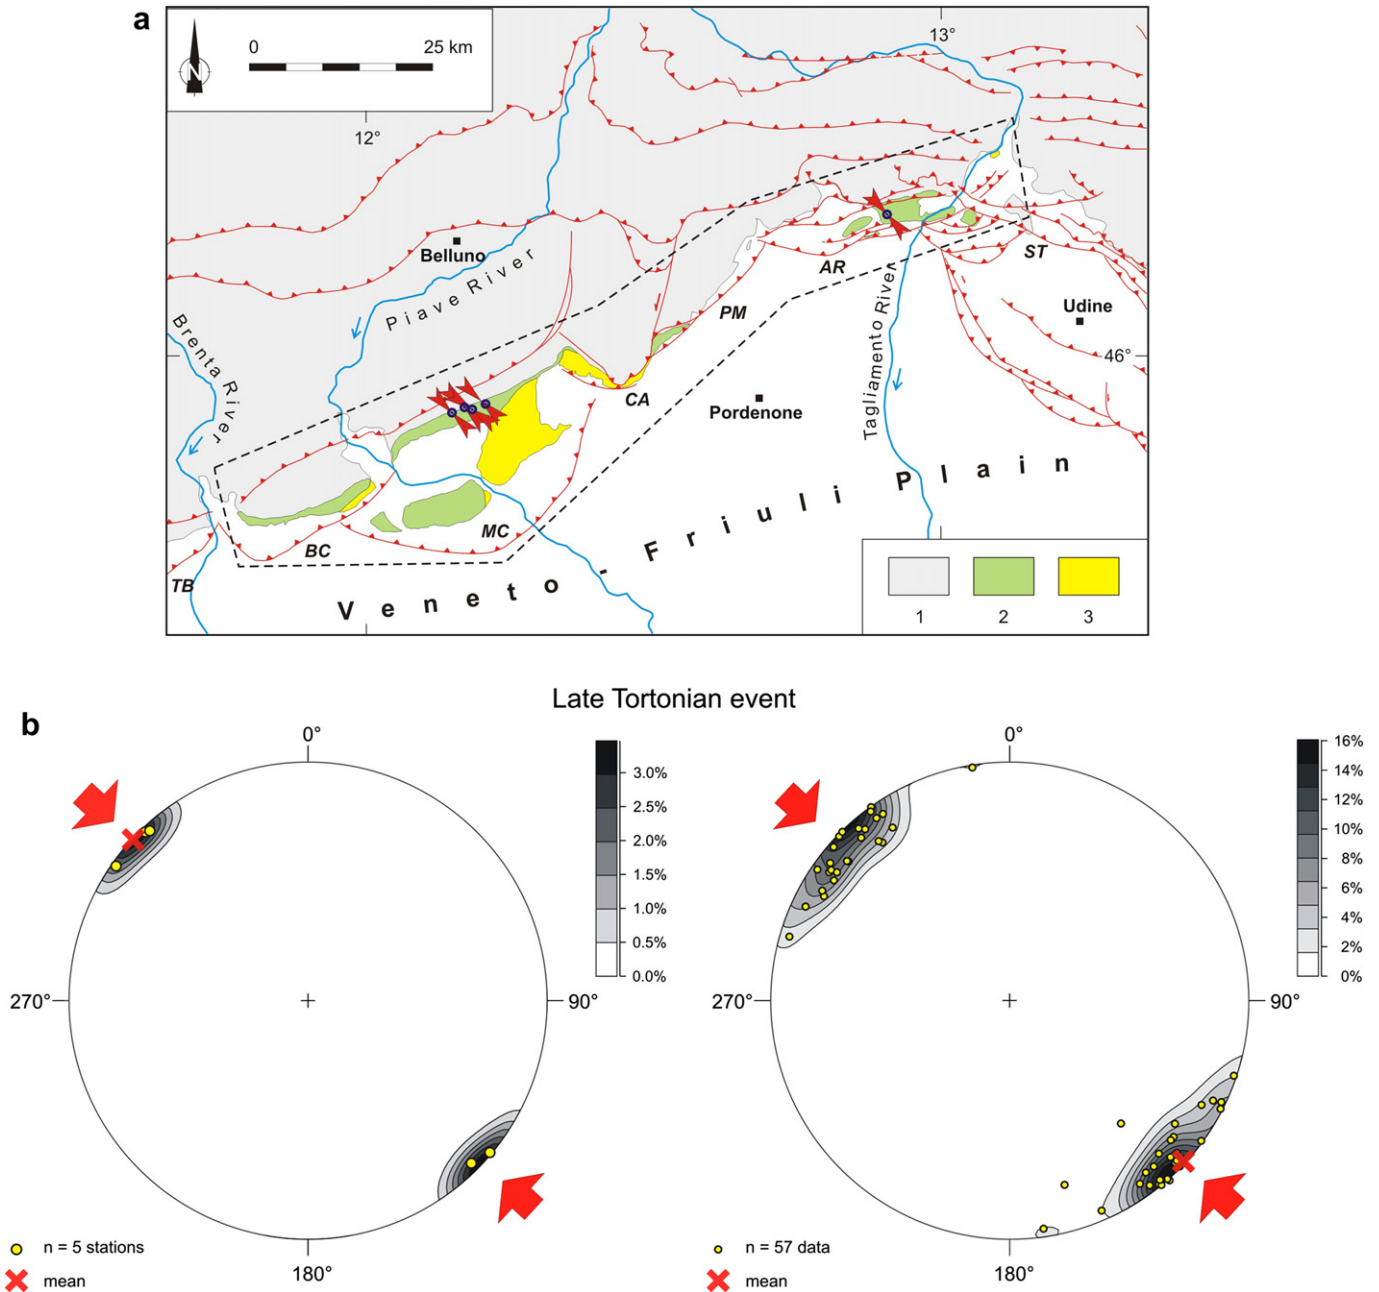 a
N
0 25 km
12°
13°
46°
Belluno
Piave River
Brenta River
Tagliamento River
Udine
Pordenone
AR
ST
PM
CA
MC
BC
TB
Veneto - Friuli Plain
1 2 3
Late Tortonian event
b
0°
270°
90°
180°
3.0%
2.5%
2.0%
1.5%
1.0%
0.5%
0.0%
n = 5 stations
mean
0°
270°
90°
180°
16%
14%
12%
10%
8%
6%
4%
2%
0%
n = 57 data
mean